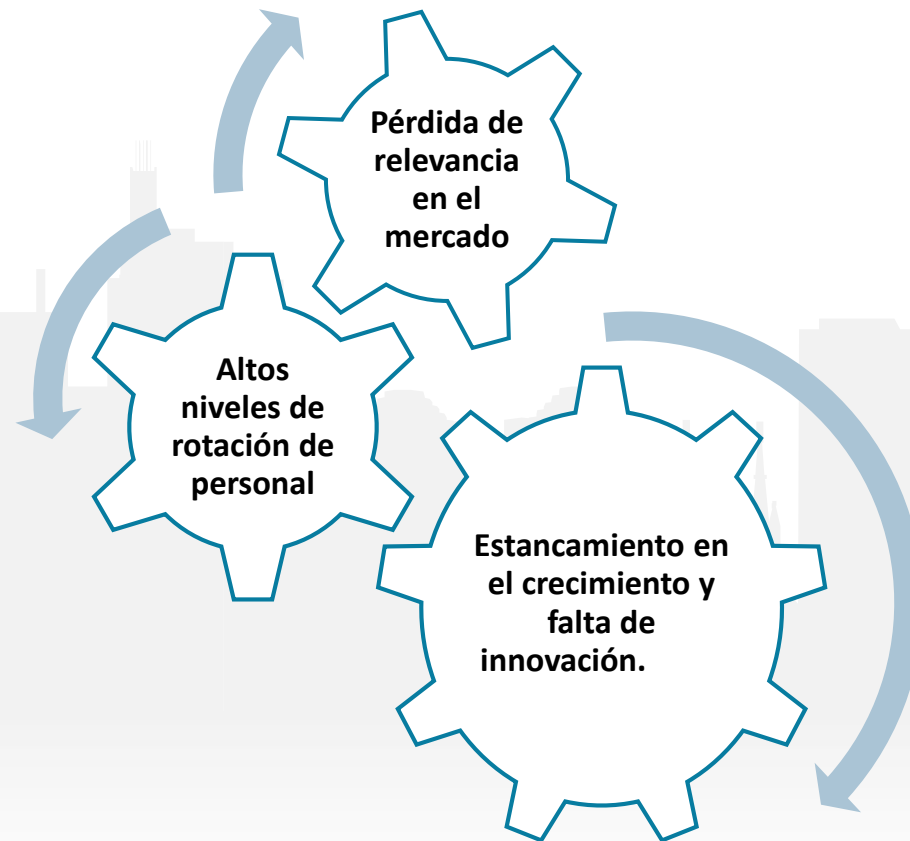 Pérdida de
relevancia
en el
mercado
Altos
niveles de
rotación de
personal
Estancamiento en
el crecimiento y
falta de
innovación.